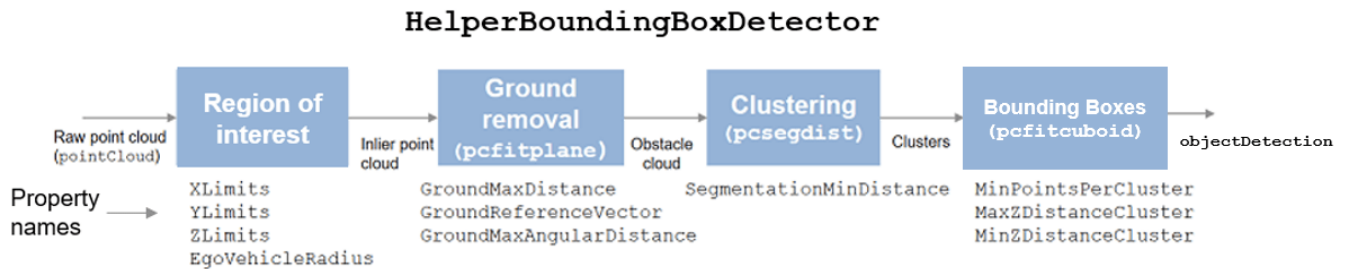 HelperBoundingBoxDetector
Raw point cloud
(pointCloud)
Region of
interest
Inlier point
cloud
Ground
removal
(pcfitplane)
Obstacle
cloud
Clustering
(pcsegdist)
Clusters
Bounding Boxes
(pcfitcuboid)
objectDetection
Property
names
XLimits
YLimits
ZLimits
EgoVehicleRadius
GroundMaxDistance
GroundReferenceVector
GroundMaxAngularDistance
SegmentationMinDistance
MinPointsPerCluster
MaxZDistanceCluster
MinZDistanceCluster